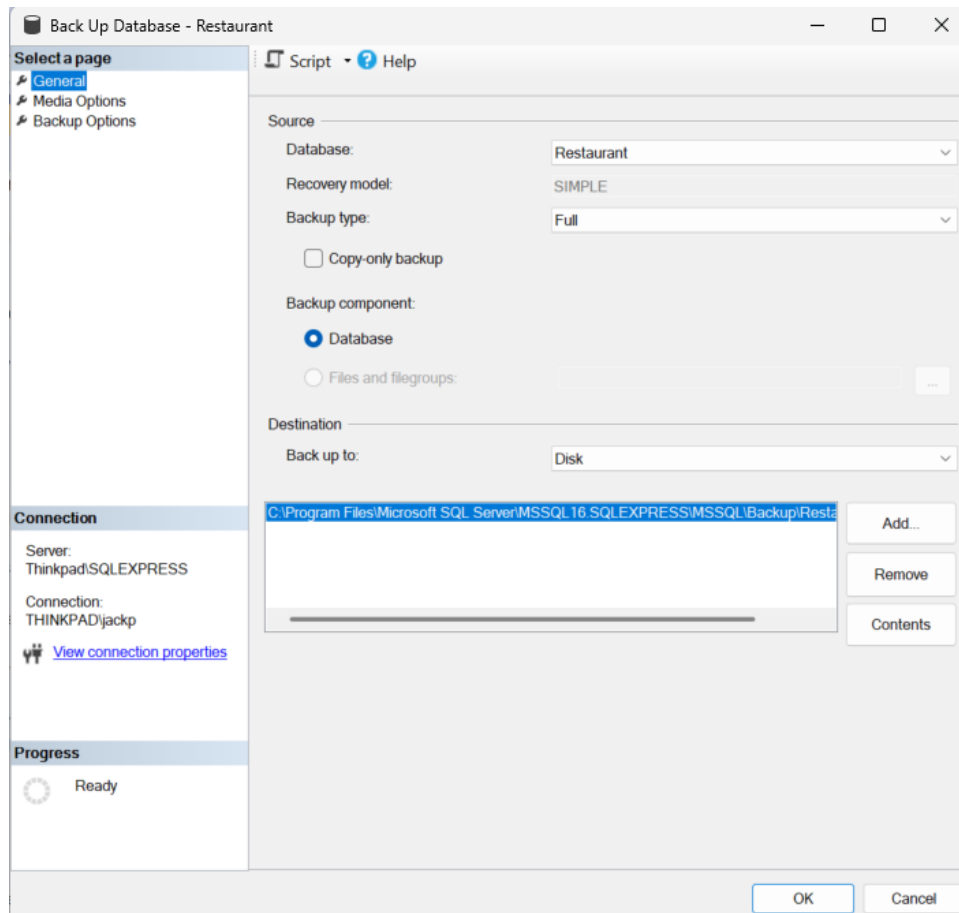 Back Up Database - Restaurant
Select a page
General
Media Options
Backup Options
Script
Help
Source
Database:
Restaurant
Recovery model:
SIMPLE
Backup type:
Full
Copy-only backup
Backup component:
Database
Files and filegroups:
...
Destination
Back up to:
Disk
C:\Program Files\Microsoft SQL Server\MSSQL16.SQLEXPRESS\MSSQL\Backup\Resta
Add...
Remove
Contents
Connection
Server:
Thinkpad\SQLEXPRESS
Connection:
THINKPAD\jackp
View connection properties
Progress
Ready
OK
Cancel